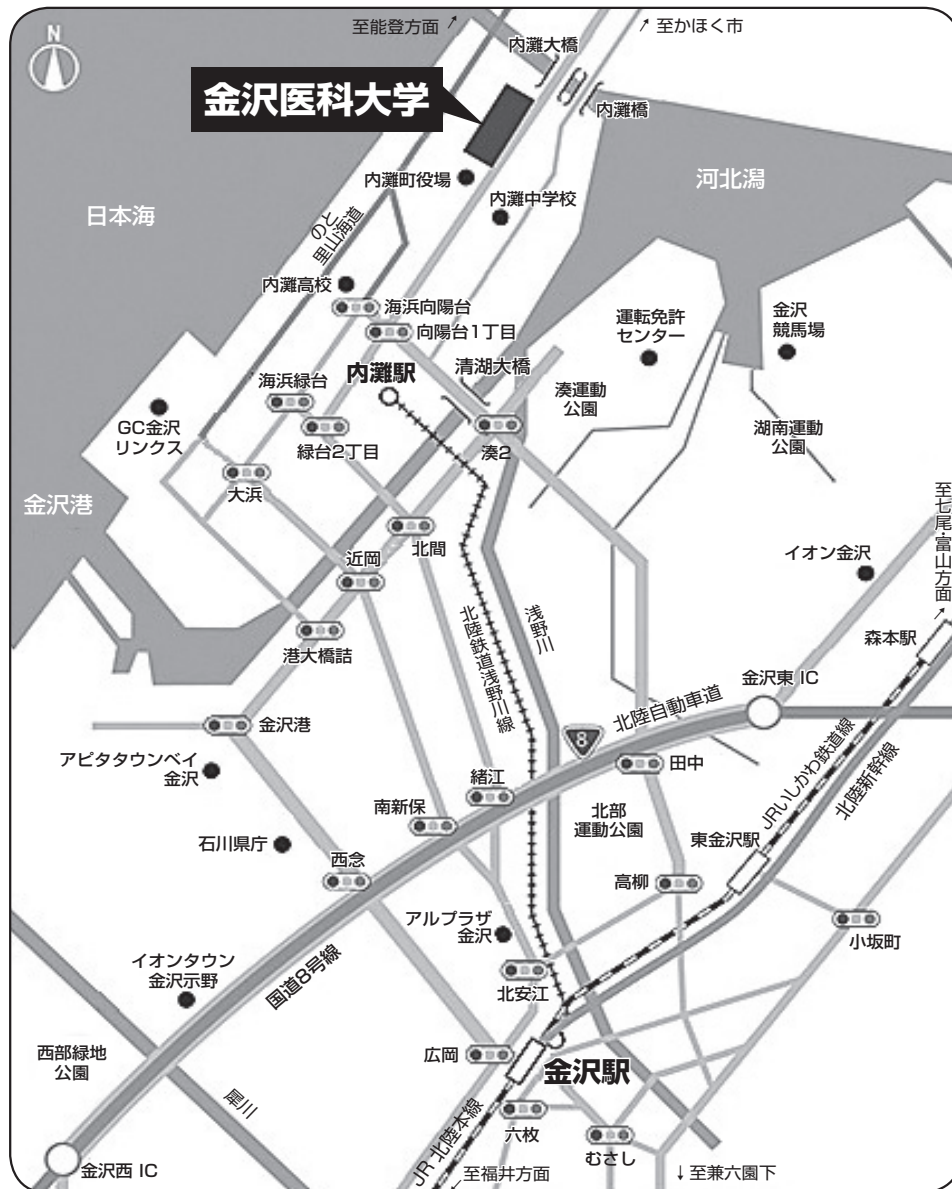 至能登方面
至かほく市
N
内灘大橋
金沢医科大学
内灘橋
内灘町役場
河北潟
内灘中学校
日本海
のと
里山海道
内灘高校
海浜向陽台
運転免許
センター
金沢
競馬場
向陽台1丁目
清湖大橋
内灘駅
海浜緑台
湊運動
公園
GC金沢
リンクス
緑台2丁目
湊2
湖南運動
公園
大浜
金沢港
至七尾・富山方面
北間
近岡
イオン金沢
北陸鉄道浅野川線
浅野川
港大橋詰
森本駅
金沢東 IC
北陸自動車道
金沢港
8
アピタタウンベイ
金沢
田中
JRいしかわ鉄道線
北陸新幹線
緒江
南新保
北部
運動公園
東金沢駅
石川県庁
西念
高柳
アルプラザ
金沢
小坂町
イオンタウン
金沢示野
国道8号線
北安江
西部緑地
公園
広岡
金沢駅
犀川
JR 北陸本線
六枚
むさし
金沢西 IC
至福井方面
↓至兼六園下